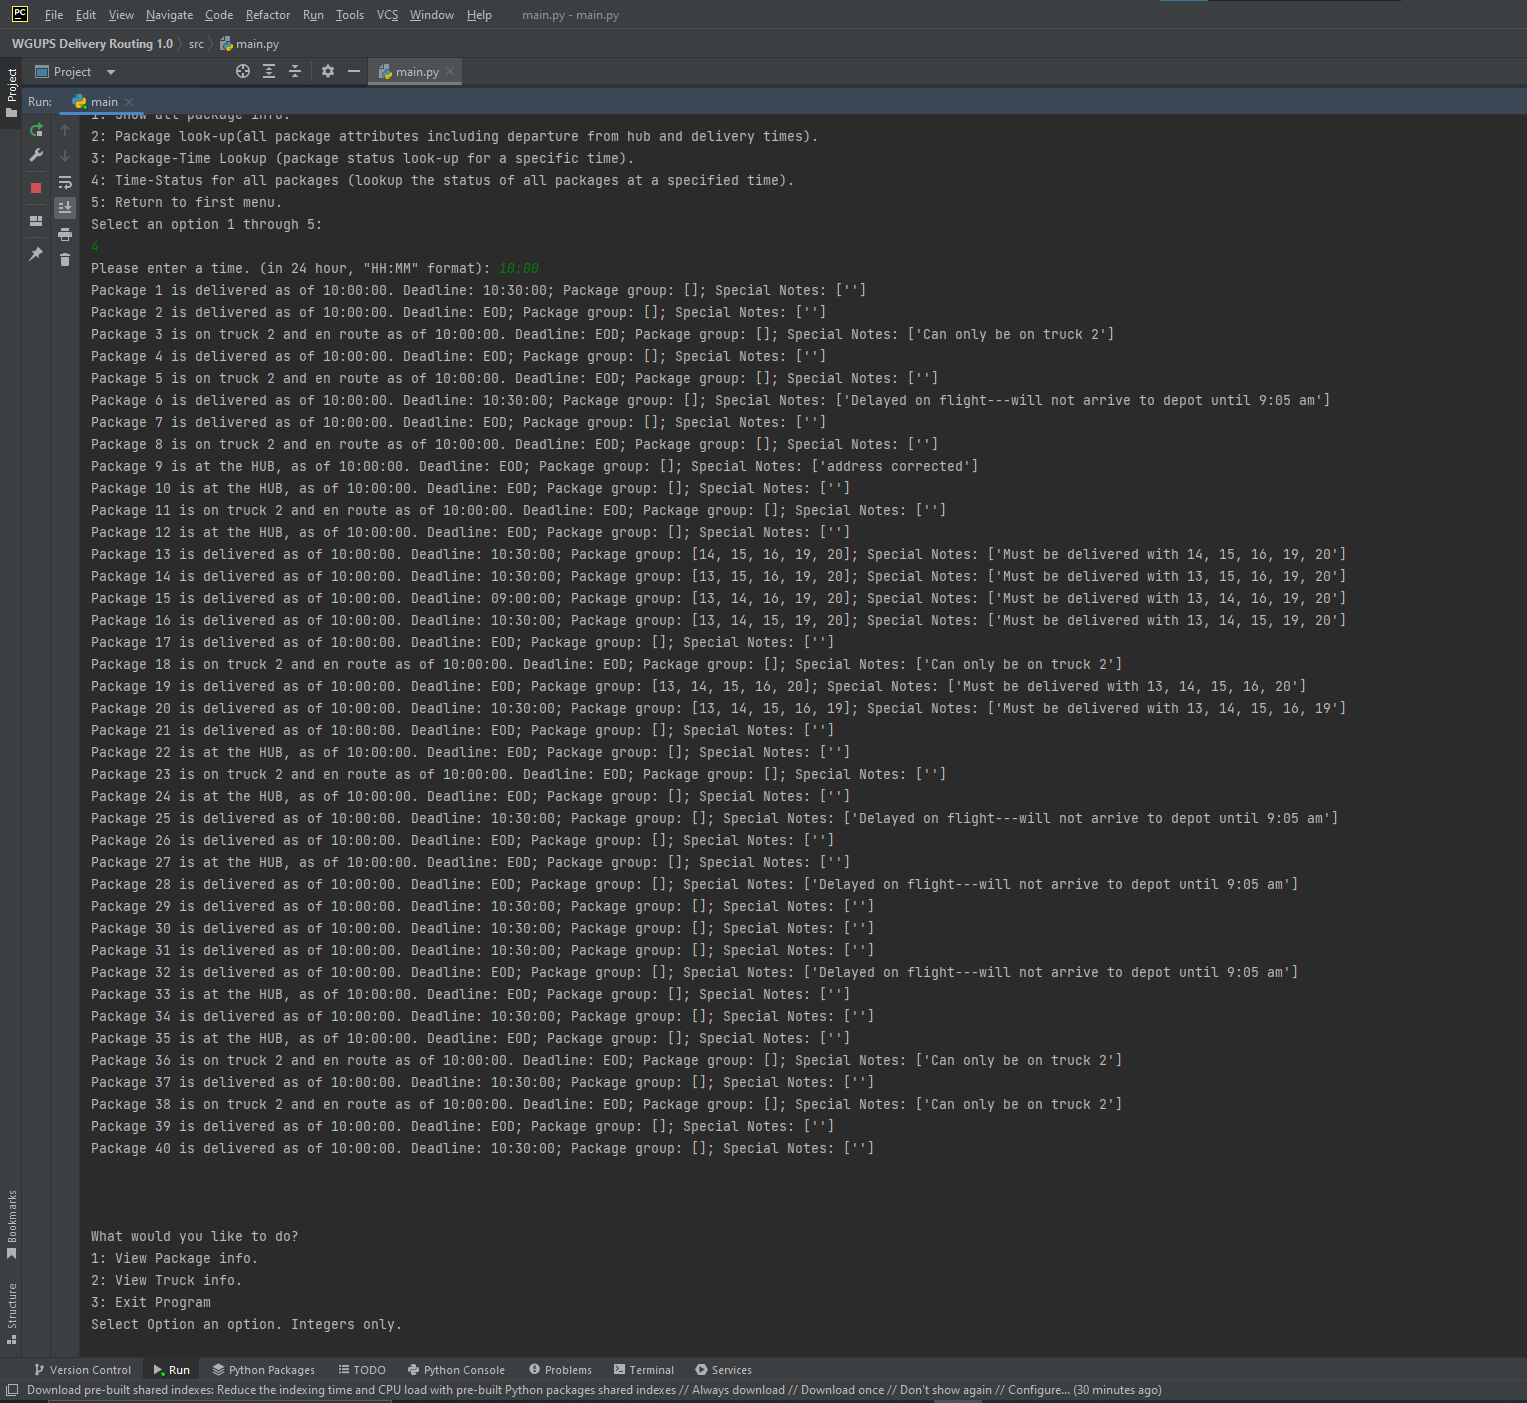 PC File Edit View Navigate Code Refactor Run Tools VCS Window Help main.py - main.py
WGUPS Delivery Routing 1.0 src main.py
Project main.py
Project
Run: main
1: Show all package info.
2: Package look-up(all package attributes including departure from hub and delivery times).
3: Package-Time Lookup (package status look-up for a specific time).
4: Time-Status for all packages (lookup the status of all packages at a specified time).
5: Return to first menu.
Select an option 1 through 5:
4
Please enter a time. (in 24 hour, "HH:MM" format): 10:00
Package 1 is delivered as of 10:00:00. Deadline: 10:30:00; Package group: []; Special Notes: ['']
Package 2 is delivered as of 10:00:00. Deadline: EOD; Package group: []; Special Notes: ['']
Package 3 is on truck 2 and en route as of 10:00:00. Deadline: EOD; Package group: []; Special Notes: ['Can only be on truck 2']
Package 4 is delivered as of 10:00:00. Deadline: EOD; Package group: []; Special Notes: ['']
Package 5 is on truck 2 and en route as of 10:00:00. Deadline: EOD; Package group: []; Special Notes: ['']
Package 6 is delivered as of 10:00:00. Deadline: 10:30:00; Package group: []; Special Notes: ['Delayed on flight---will not arrive to depot until 9:05 am']
Package 7 is delivered as of 10:00:00. Deadline: EOD; Package group: []; Special Notes: ['']
Package 8 is on truck 2 and en route as of 10:00:00. Deadline: EOD; Package group: []; Special Notes: ['']
Package 9 is at the HUB, as of 10:00:00. Deadline: EOD; Package group: []; Special Notes: ['address corrected']
Package 10 is at the HUB, as of 10:00:00. Deadline: EOD; Package group: []; Special Notes: ['']
Package 11 is on truck 2 and en route as of 10:00:00. Deadline: EOD; Package group: []; Special Notes: ['']
Package 12 is at the HUB, as of 10:00:00. Deadline: EOD; Package group: []; Special Notes: ['']
Package 13 is delivered as of 10:00:00. Deadline: 10:30:00; Package group: [14, 15, 16, 19, 20]; Special Notes: ['Must be delivered with 14, 15, 16, 19, 20']
Package 14 is delivered as of 10:00:00. Deadline: 10:30:00; Package group: [13, 15, 16, 19, 20]; Special Notes: ['Must be delivered with 13, 15, 16, 19, 20']
Package 15 is delivered as of 10:00:00. Deadline: 09:00:00; Package group: [13, 14, 16, 19, 20]; Special Notes: ['Must be delivered with 13, 14, 16, 19, 20']
Package 16 is delivered as of 10:00:00. Deadline: 10:30:00; Package group: [13, 14, 15, 19, 20]; Special Notes: ['Must be delivered with 13, 14, 15, 19, 20']
Package 17 is delivered as of 10:00:00. Deadline: EOD; Package group: []; Special Notes: ['']
Package 18 is on truck 2 and en route as of 10:00:00. Deadline: EOD; Package group: []; Special Notes: ['Can only be on truck 2']
Package 19 is delivered as of 10:00:00. Deadline: EOD; Package group: [13, 14, 15, 16, 20]; Special Notes: ['Must be delivered with 13, 14, 15, 16, 20']
Package 20 is delivered as of 10:00:00. Deadline: 10:30:00; Package group: [13, 14, 15, 16, 19]; Special Notes: ['Must be delivered with 13, 14, 15, 16, 19']
Package 21 is delivered as of 10:00:00. Deadline: EOD; Package group: []; Special Notes: ['']
Package 22 is at the HUB, as of 10:00:00. Deadline: EOD; Package group: []; Special Notes: ['']
Package 23 is on truck 2 and en route as of 10:00:00. Deadline: EOD; Package group: []; Special Notes: ['']
Package 24 is at the HUB, as of 10:00:00. Deadline: EOD; Package group: []; Special Notes: ['']
Package 25 is delivered as of 10:00:00. Deadline: 10:30:00; Package group: []; Special Notes: ['Delayed on flight---will not arrive to depot until 9:05 am']
Package 26 is delivered as of 10:00:00. Deadline: EOD; Package group: []; Special Notes: ['']
Package 27 is at the HUB, as of 10:00:00. Deadline: EOD; Package group: []; Special Notes: ['']
Package 28 is delivered as of 10:00:00. Deadline: EOD; Package group: []; Special Notes: ['Delayed on flight---will not arrive to depot until 9:05 am']
Package 29 is delivered as of 10:00:00. Deadline: 10:30:00; Package group: []; Special Notes: ['']
Package 30 is delivered as of 10:00:00. Deadline: 10:30:00; Package group: []; Special Notes: ['']
Package 31 is delivered as of 10:00:00. Deadline: 10:30:00; Package group: []; Special Notes: ['']
Package 32 is delivered as of 10:00:00. Deadline: EOD; Package group: []; Special Notes: ['Delayed on flight---will not arrive to depot until 9:05 am']
Package 33 is at the HUB, as of 10:00:00. Deadline: EOD; Package group: []; Special Notes: ['']
Package 34 is delivered as of 10:00:00. Deadline: 10:30:00; Package group: []; Special Notes: ['']
Package 35 is at the HUB, as of 10:00:00. Deadline: EOD; Package group: []; Special Notes: ['']
Package 36 is on truck 2 and en route as of 10:00:00. Deadline: EOD; Package group: []; Special Notes: ['Can only be on truck 2']
Package 37 is delivered as of 10:00:00. Deadline: 10:30:00; Package group: []; Special Notes: ['']
Package 38 is on truck 2 and en route as of 10:00:00. Deadline: EOD; Package group: []; Special Notes: ['Can only be on truck 2']
Package 39 is delivered as of 10:00:00. Deadline: EOD; Package group: []; Special Notes: ['']
Package 40 is delivered as of 10:00:00. Deadline: 10:30:00; Package group: []; Special Notes: ['']
What would you like to do?
1: View Package info.
2: View Truck info.
3: Exit Program
Select Option an option. Integers only.
Bookmarks
Structure
Version Control Run Python Packages TODO Python Console Problems Terminal Services
Download pre-built shared indexes: Reduce the indexing time and CPU load with pre-built Python packages shared indexes // Always download // Download once // Don't show again // Configure... (30 minutes ago)